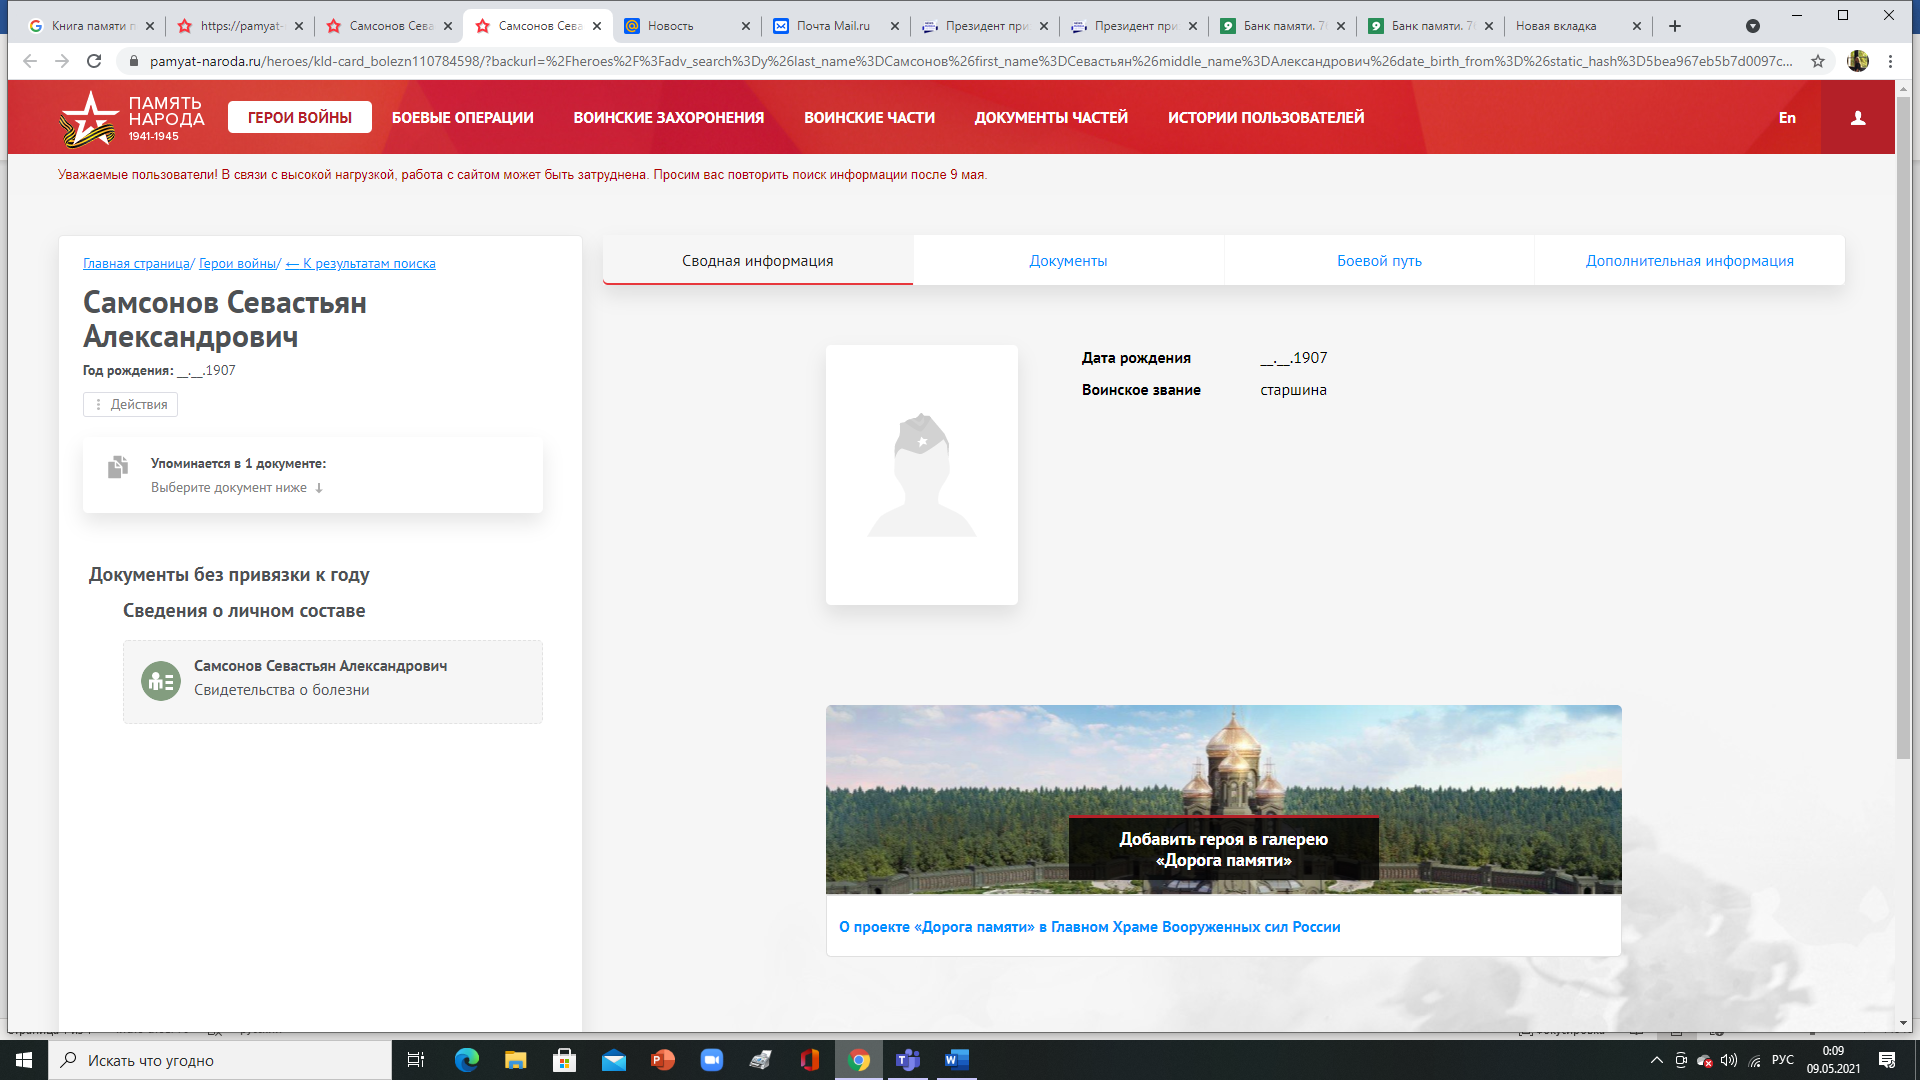 Книга памяти п
https://pamyat-
Самсонов Сева
Самсонов Сева
Новость
Почта Mail.ru
Президент при
Президент при
Банк памяти. 7
Банк памяти. 7
Новая вкладка
pamyat-naroda.ru/heroes/kld-card_bolezn110784598/?backurl=%2Fheroes%2F%3Fadv_search%3Dy%26last_name%3DСамсонов%26first_name%3DСевастьян%26middle_name%3DАлександрович%26date_birth_from%3D%26static_hash%3D5bea967eb5b7d0097c...
ПАМЯТЬ
НАРОДА
1941-1945
ГЕРОИ ВОЙНЫ
БОЕВЫЕ ОПЕРАЦИИ
ВОИНСКИЕ ЗАХОРОНЕНИЯ
ВОИНСКИЕ ЧАСТИ
ДОКУМЕНТЫ ЧАСТЕЙ
ИСТОРИИ ПОЛЬЗОВАТЕЛЕЙ
En
Уважаемые пользователи! В связи с высокой нагрузкой, работа с сайтом может быть затруднена. Просим вас повторить поиск информации после 9 мая.
Главная страница/ Герои войны/ ← К результатам поиска
Самсонов Севастьян
Александрович
Год рождения: __.__.1907
Действия
Упоминается в 1 документе:
Выберите документ ниже ↓
Документы без привязки к году
Сведения о личном составе
Самсонов Севастьян Александрович
Свидетельства о болезни
Сводная информация
Документы
Боевой путь
Дополнительная информация
Дата рождения __.__.1907
Воинское звание старшина
Добавить героя в галерею
«Дорога памяти»
О проекте «Дорога памяти» в Главном Храме Вооруженных сил России
Искать что угодно
РУС
0:09
09.05.2021